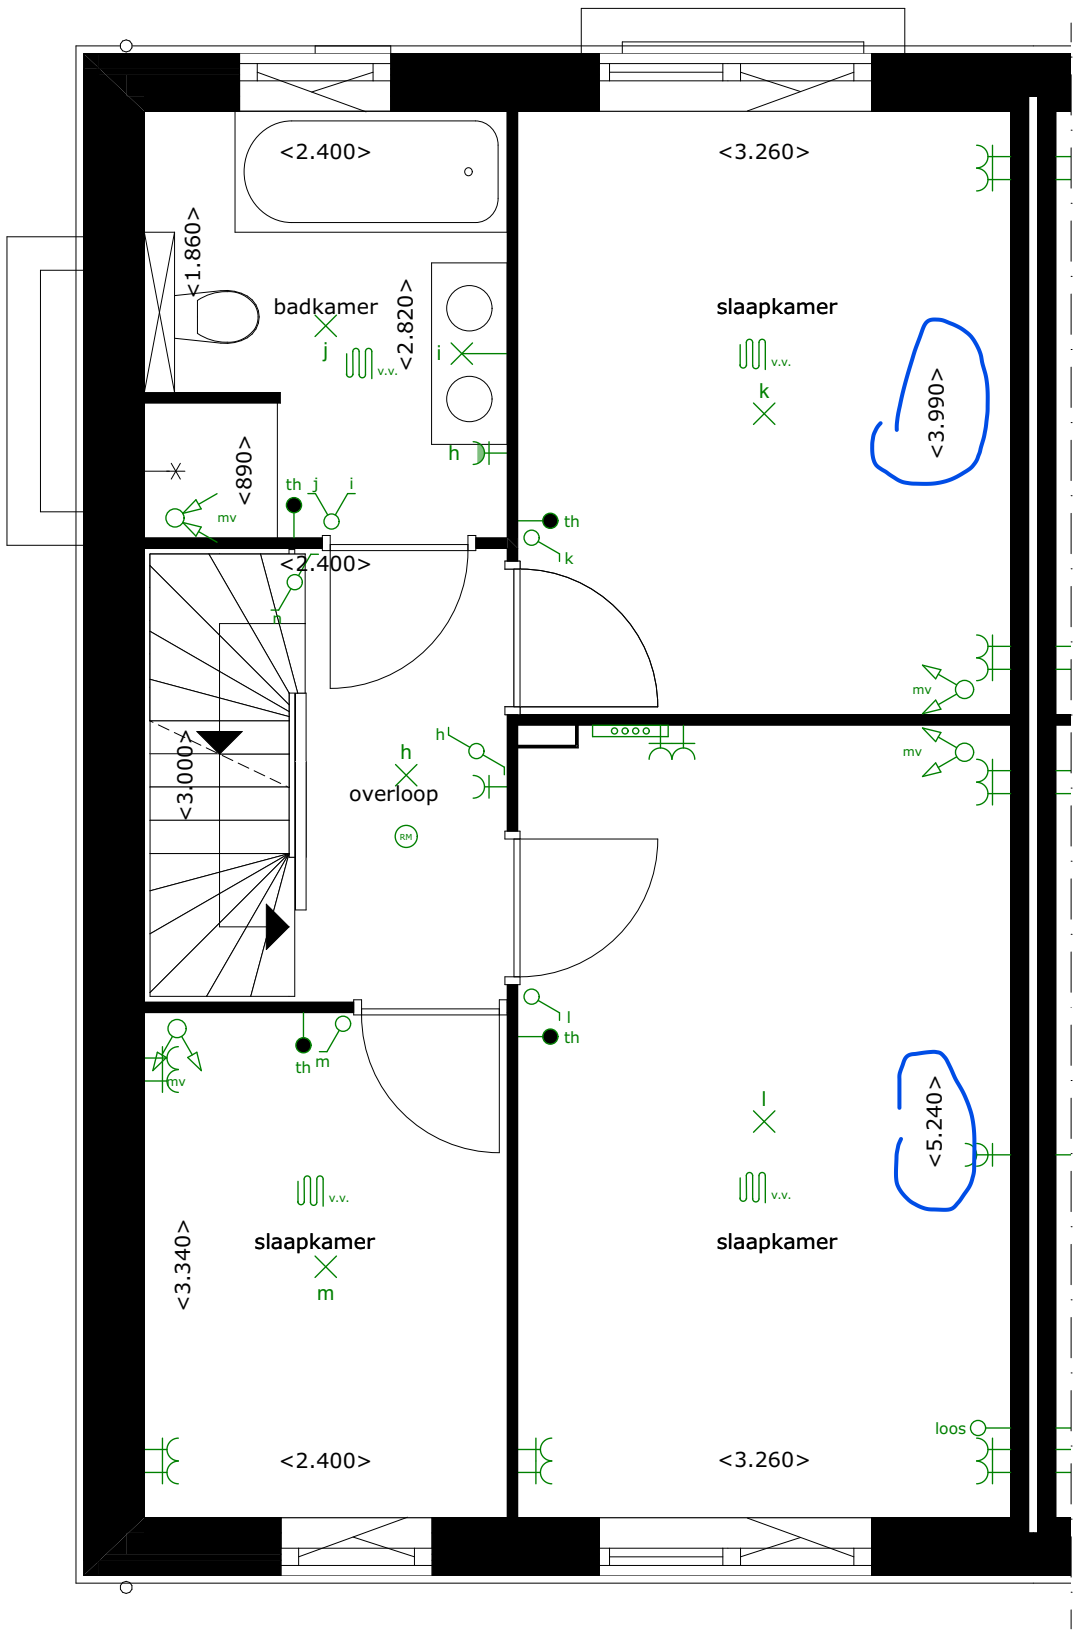 <2.400>
<3.260>
<1.860>
badkamer
<2.820>
j
v.v.
i
slaapkamer
v.v.
k
<3.990>
h
<890>
th
j
i
mv
th
k
<2.400>
n
mv
h
mv
<3.000>
h
overloop
RM
l
th
m
th
mv
l
<5.240>
v.v.
v.v.
slaapkamer
slaapkamer
<3.340>
m
loos
<2.400>
<3.260>